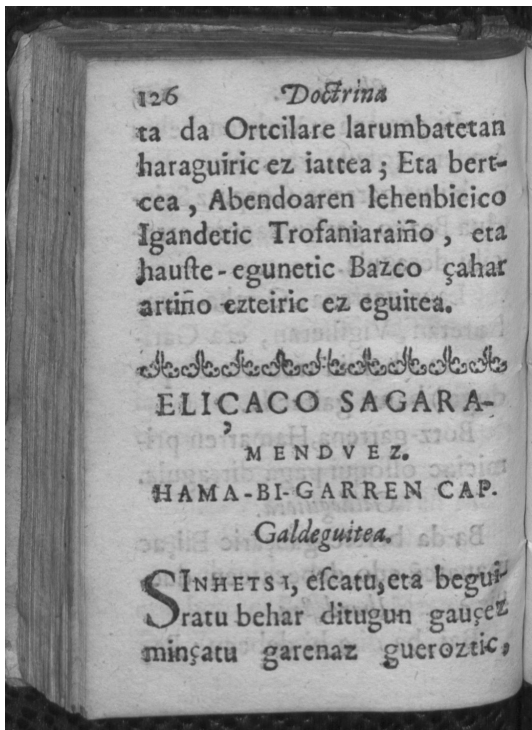 126 Doctrina
ta da Ortcilare larumbatetan
haraguiric ez iattea; Eta bert-
cea, Abendoaren lehenbicico
Igandetic Trofaniaraiño, eta
hauſte-egunetic Bazco çahar
artiño ezteiric ez eguitea.
ELIÇACO SAGARA-
MENDVEZ.
HAMA-BI-GARREN CAP.
Galdeguitea.
SINHETSI, eſcatu, eta begui-
ratu behar ditugun gauçez
minçatu garenaz gueroztic,